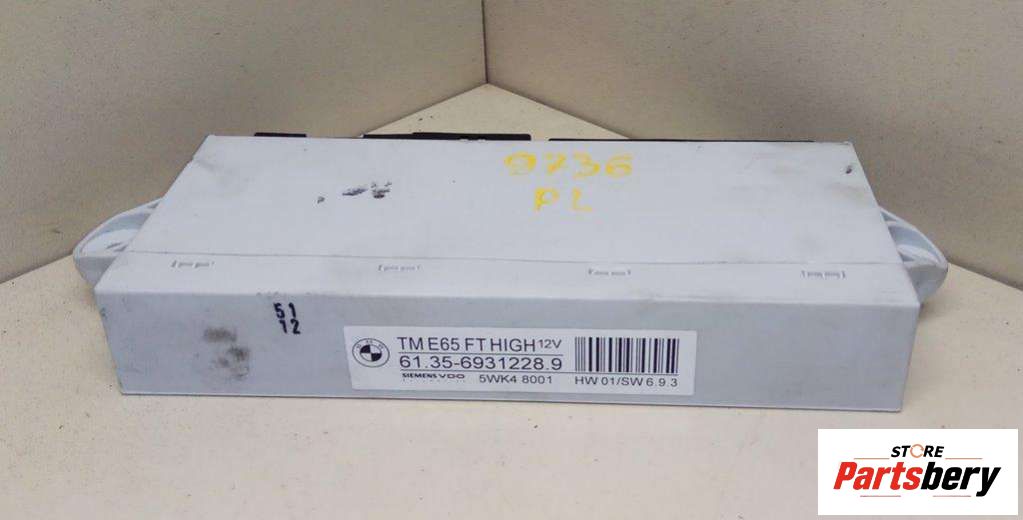 9736
PL
51
12
BMW
TM E65 FT HIGH 12V
61.35-6931228.9
SIEMENS VDO 5WK4 8001 HW 01/SW 6.9.3
STORE
Partsbery